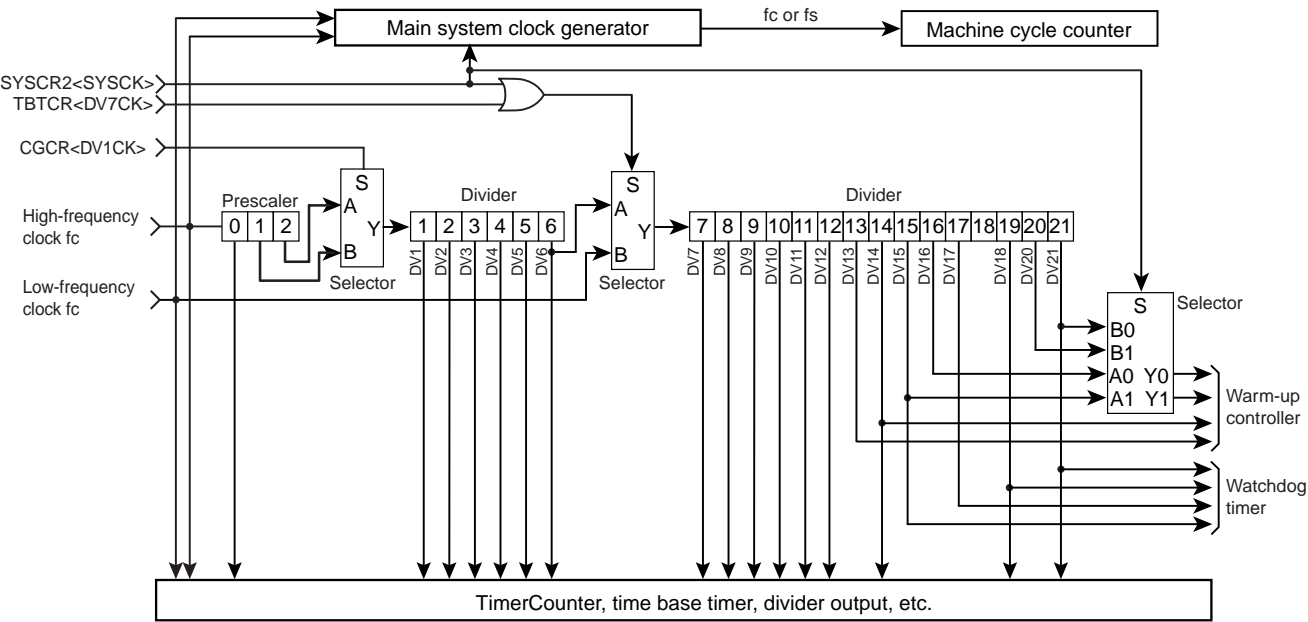 Main system clock generator
fc or fs
Machine cycle counter
SYSCR2<SYSCK>
TBTCR<DV7CK>
CGCR<DV1CK>
High-frequency
clock fc
Low-frequency
clock fc
Prescaler
0 1 2
S
A
B
Y
Selector
Divider
1 2 3 4 5 6
DV1 DV2 DV3 DV4 DV5 DV6
S
A
B
Y
Selector
Divider
7 8 9 10 11 12 13 14 15 16 17 18 19 20 21
DV7 DV8 DV9 DV10 DV11 DV12 DV13 DV14 DV15 DV16 DV17 DV18 DV20 DV21
S
Selector
B0
B1
A0 Y0
A1 Y1
Warm-up
controller
Watchdog
timer
TimerCounter, time base timer, divider output, etc.